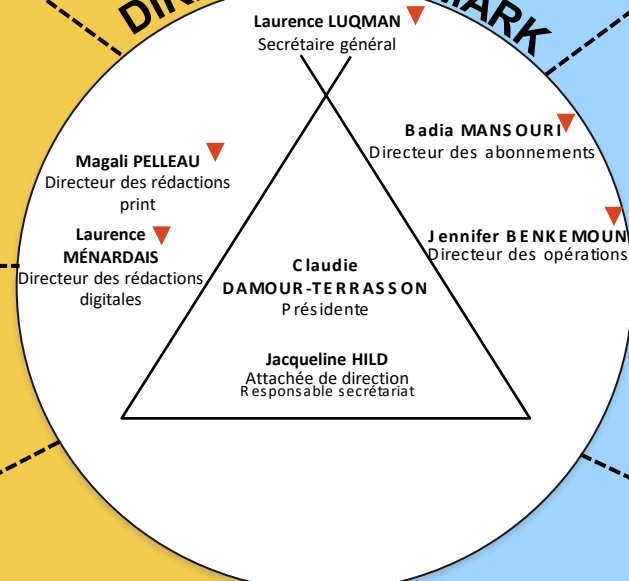 Laurence LUQMAN
Secrétaire général
Badia MANSOURI
Directeur des abonnements
Magali PELLEAU
Directeur des rédactions
print
Laurence
MÉNARDAIS
Directeur des rédactions
digitales
Jennifer BENKEMOUN
Directeur des opérations
Claudie
DAMOUR-TERRASSON
Présidente
Jacqueline HILD
Attachée de direction
Responsable secrétariat